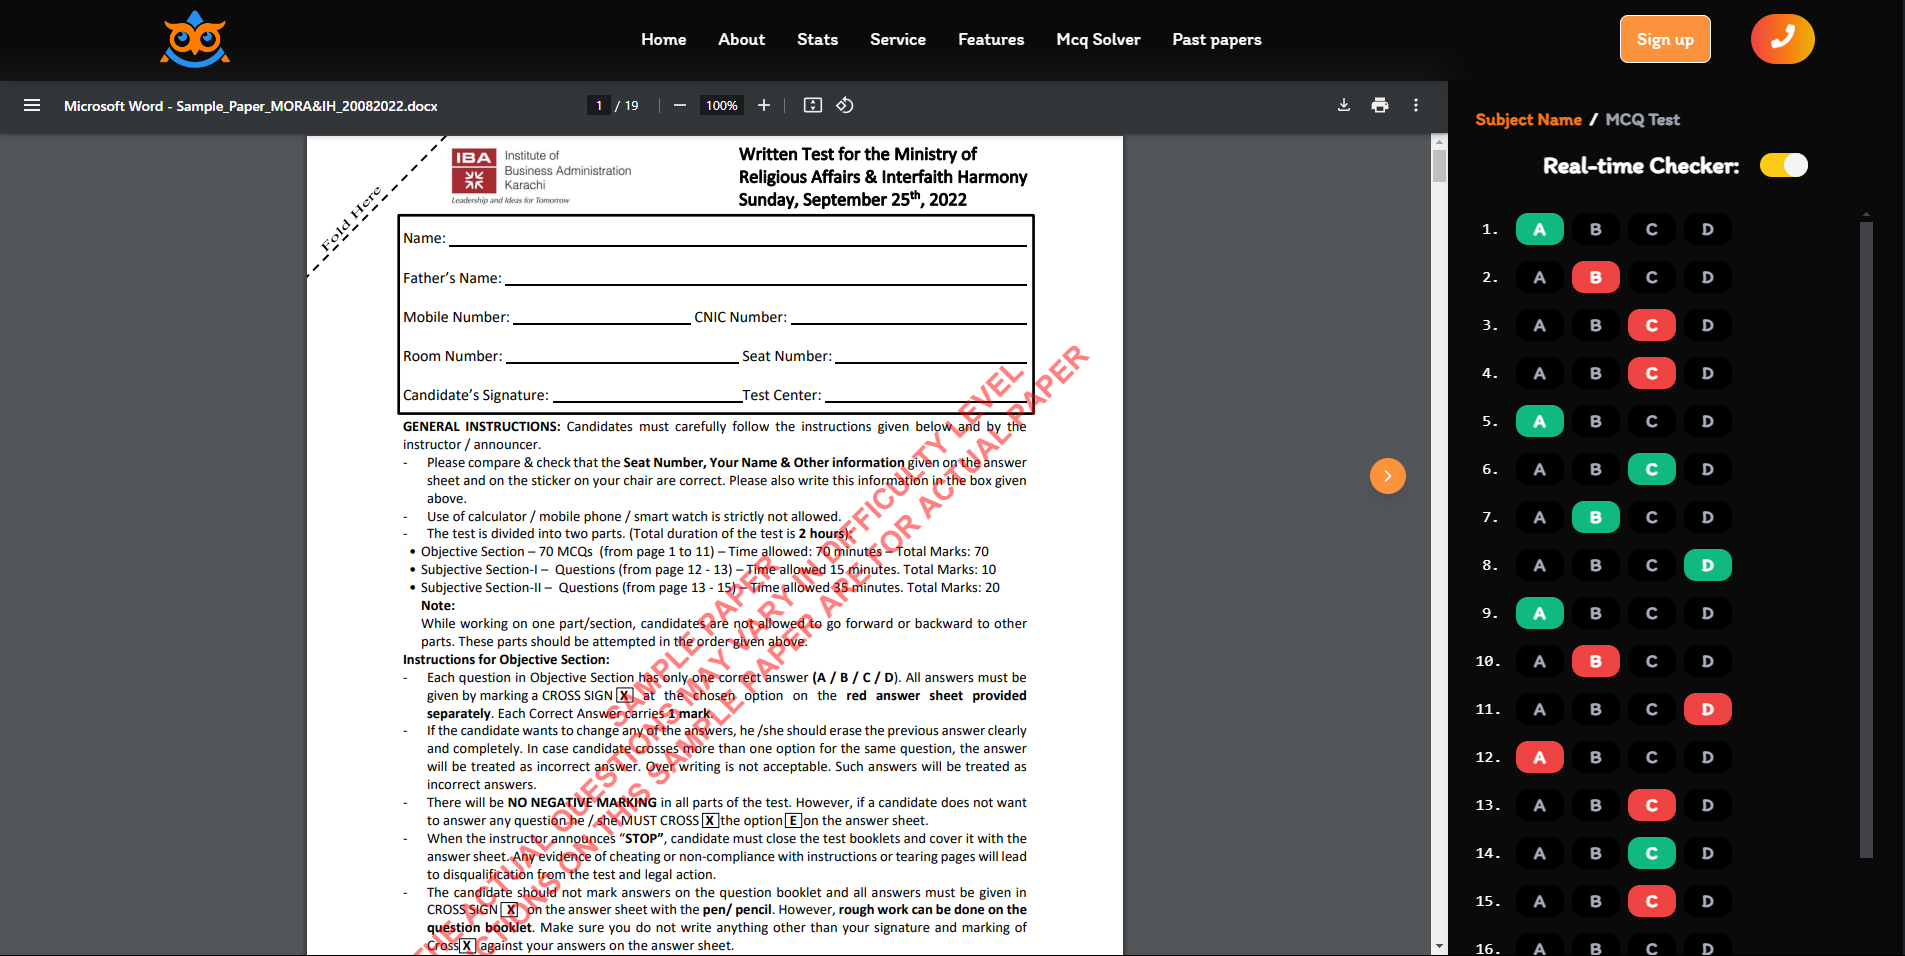 Home About Stats Service Features Mcq Solver Past papers Sign up
Microsoft Word - Sample_Paper_MORA&IH_20082022.docx 1 / 19 100%
Fold Here
IBA
Institute of
Business Administration
Karachi
Leadership and Ideas for Tomorrow
Written Test for the Ministry of
Religious Affairs & Interfaith Harmony
Sunday, September 25th, 2022
Name:
Father's Name:
Mobile Number: CNIC Number:
Room Number: Seat Number:
Candidate's Signature: Test Center:
GENERAL INSTRUCTIONS: Candidates must carefully follow the instructions given below and by the
instructor / announcer.
- Please compare & check that the Seat Number, Your Name & Other information given on the answer
sheet and on the sticker on your chair are correct. Please also write this information in the box given
above.
- Use of calculator / mobile phone / smart watch is strictly not allowed.
- The test is divided into two parts. (Total duration of the test is 2 hours):
• Objective Section – 70 MCQs (from page 1 to 11) – Time allowed: 70 minutes – Total Marks: 70
• Subjective Section-I – Questions (from page 12 - 13) – Time allowed 15 minutes. Total Marks: 10
• Subjective Section-II – Questions (from page 13 - 15) – Time allowed 35 minutes. Total Marks: 20
Note:
While working on one part/section, candidates are not allowed to go forward or backward to other
parts. These parts should be attempted in the order given above.
Instructions for Objective Section:
- Each question in Objective Section has only one correct answer (A / B / C / D). All answers must be
given by marking a CROSS SIGN X at the chosen option on the red answer sheet provided
separately. Each Correct Answer carries 1 mark.
- If the candidate wants to change any of the answers, he /she should erase the previous answer clearly
and completely. In case candidate crosses more than one option for the same question, the answer
will be treated as incorrect answer. Over writing is not acceptable. Such answers will be treated as
incorrect answers.
- There will be NO NEGATIVE MARKING in all parts of the test. However, if a candidate does not want
to answer any question he / she MUST CROSS X the option E on the answer sheet.
- When the instructor announces “STOP”, candidate must close the test booklets and cover it with the
answer sheet. Any evidence of cheating or non-compliance with instructions or tearing pages will lead
to disqualification from the test and legal action.
- The candidate should not mark answers on the question booklet and all answers must be given in
CROSS SIGN X on the answer sheet with the pen/ pencil. However, rough work can be done on the
question booklet. Make sure you do not write anything other than your signature and marking of
Cross X against your answers on the answer sheet.
SAMPLE PAPER
THE ACTUAL QUESTIONS MAY VARY IN DIFFICULTY LEVEL
ON THIS SAMPLE PAPER ARE FOR ACTUAL PAPER
Subject Name / MCQ Test
Real-time Checker:
1. A B C D
2. A B C D
3. A B C D
4. A B C D
5. A B C D
6. A B C D
7. A B C D
8. A B C D
9. A B C D
10. A B C D
11. A B C D
12. A B C D
13. A B C D
14. A B C D
15. A B C D
16. A B C D